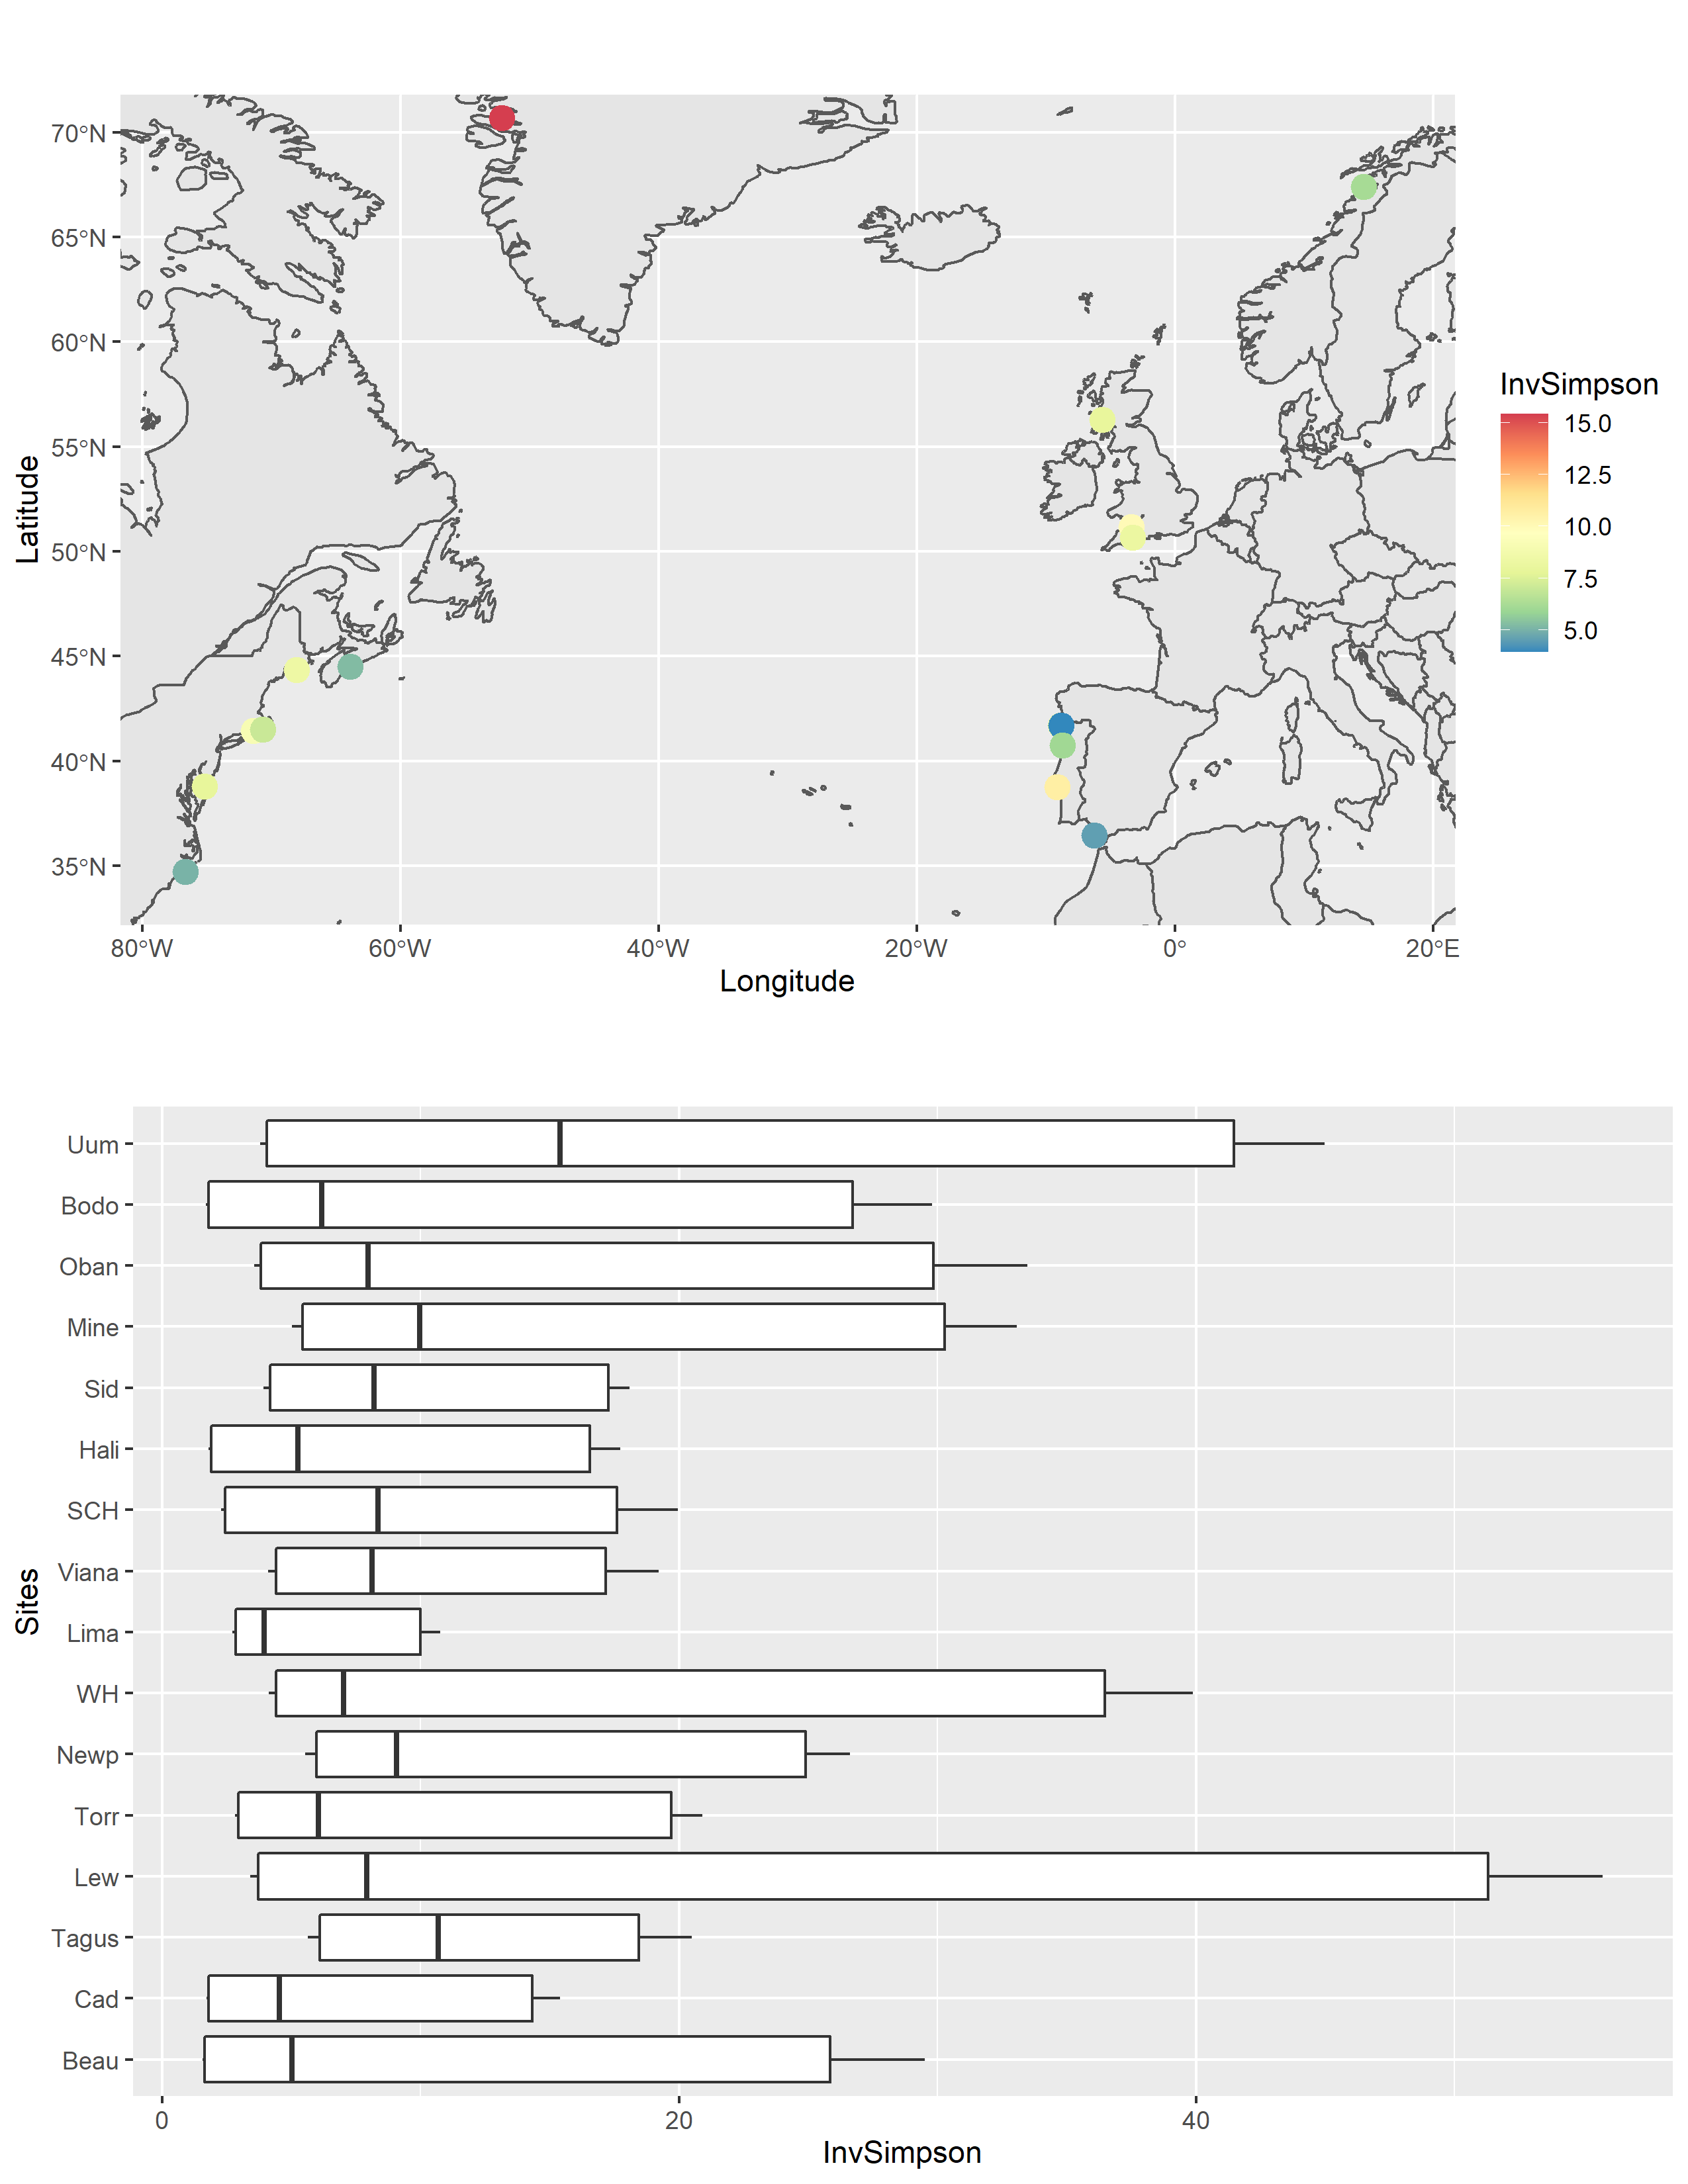 70°N
65°N
60°N
55°N
50°N
45°N
40°N
35°N
Latitude
80°W 60°W 40°W 20°W 0° 20°E
Longitude
InvSimpson
15.0
12.5
10.0
7.5
5.0
Uum
Bodo
Oban
Mine
Sid
Hali
SCH
Viana
Lima
WH
Newp
Torr
Lew
Tagus
Cad
Beau
Sites
0 20 40
InvSimpson